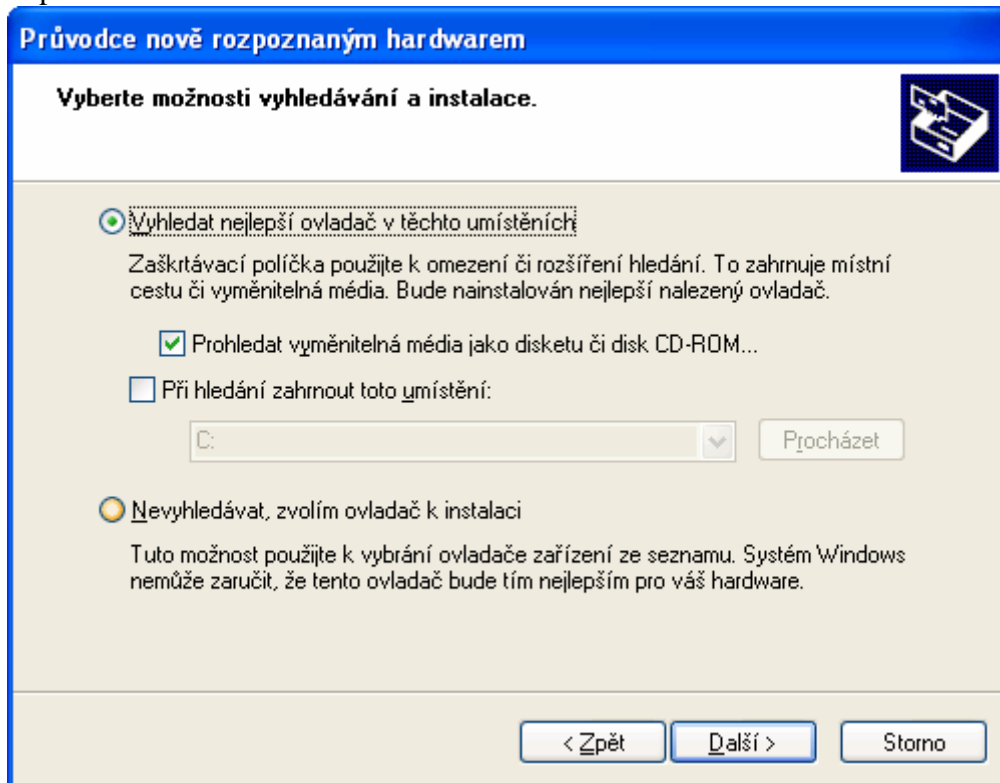 Průvodce nově rozpoznaným hardwarem
Vyberte možnosti vyhledávání a instalace.
Vyhledat nejlepší ovladač v těchto umístěních
Zaškrtávací políčka použijte k omezení či rozšíření hledání. To zahrnuje místní
cestu či vyměnitelná média. Bude nainstalován nejlepší nalezený ovladač.
Prohledat vyměnitelná média jako disketu či disk CD-ROM...
Při hledání zahrnout toto umístění:
C:
Procházet
Nevyhledávat, zvolím ovladač k instalaci
Tuto možnost použijte k vybrání ovladače zařízení ze seznamu. Systém Windows
nemůže zaručit, že tento ovladač bude tím nejlepším pro váš hardware.
< Zpět
Další >
Storno